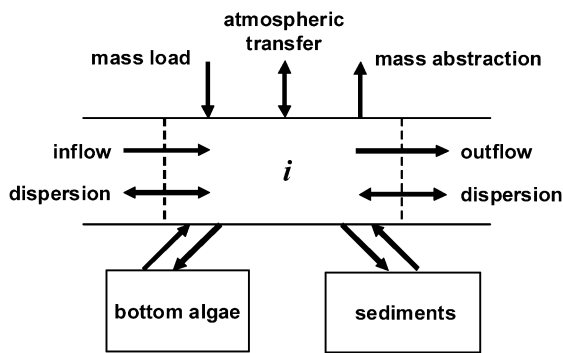 atmospheric
transfer
mass load
mass abstraction
inflow
i
outflow
dispersion
dispersion
bottom algae
sediments